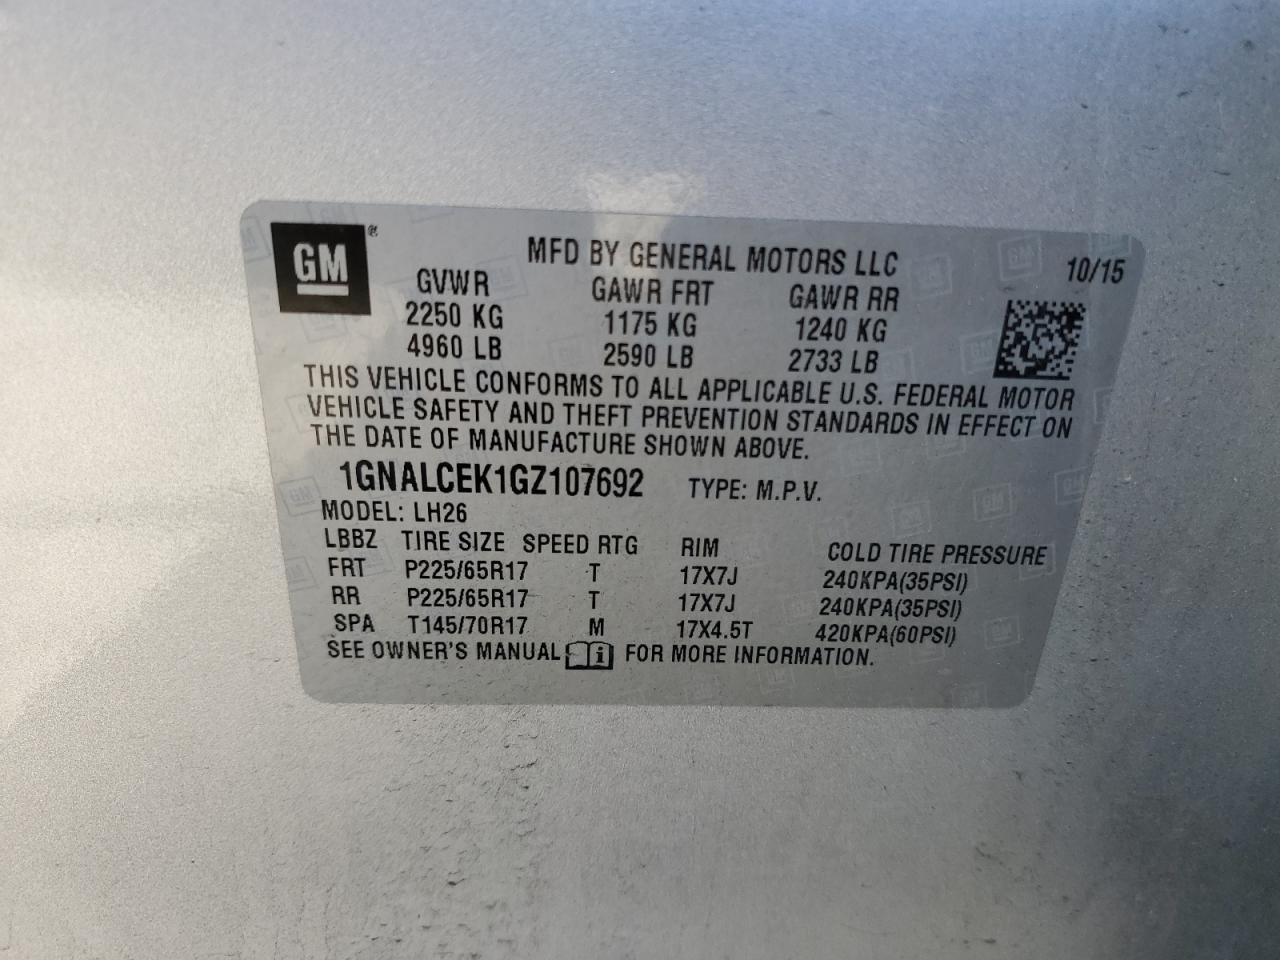 GM®
MFD BY GENERAL MOTORS LLC
10/15
GVWR GAWR FRT GAWR RR
2250 KG 1175 KG 1240 KG
4960 LB 2590 LB 2733 LB
THIS VEHICLE CONFORMS TO ALL APPLICABLE U.S. FEDERAL MOTOR
VEHICLE SAFETY AND THEFT PREVENTION STANDARDS IN EFFECT ON
THE DATE OF MANUFACTURE SHOWN ABOVE.
1GNALCEK1GZ107692 TYPE: M.P.V.
MODEL: LH26
LBBZ TIRE SIZE SPEED RTG RIM COLD TIRE PRESSURE
FRT P225/65R17 T 17X7J 240KPA(35PSI)
RR P225/65R17 T 17X7J 240KPA(35PSI)
SPA T145/70R17 M 17X4.5T 420KPA(60PSI)
SEE OWNER'S MANUAL i FOR MORE INFORMATION.